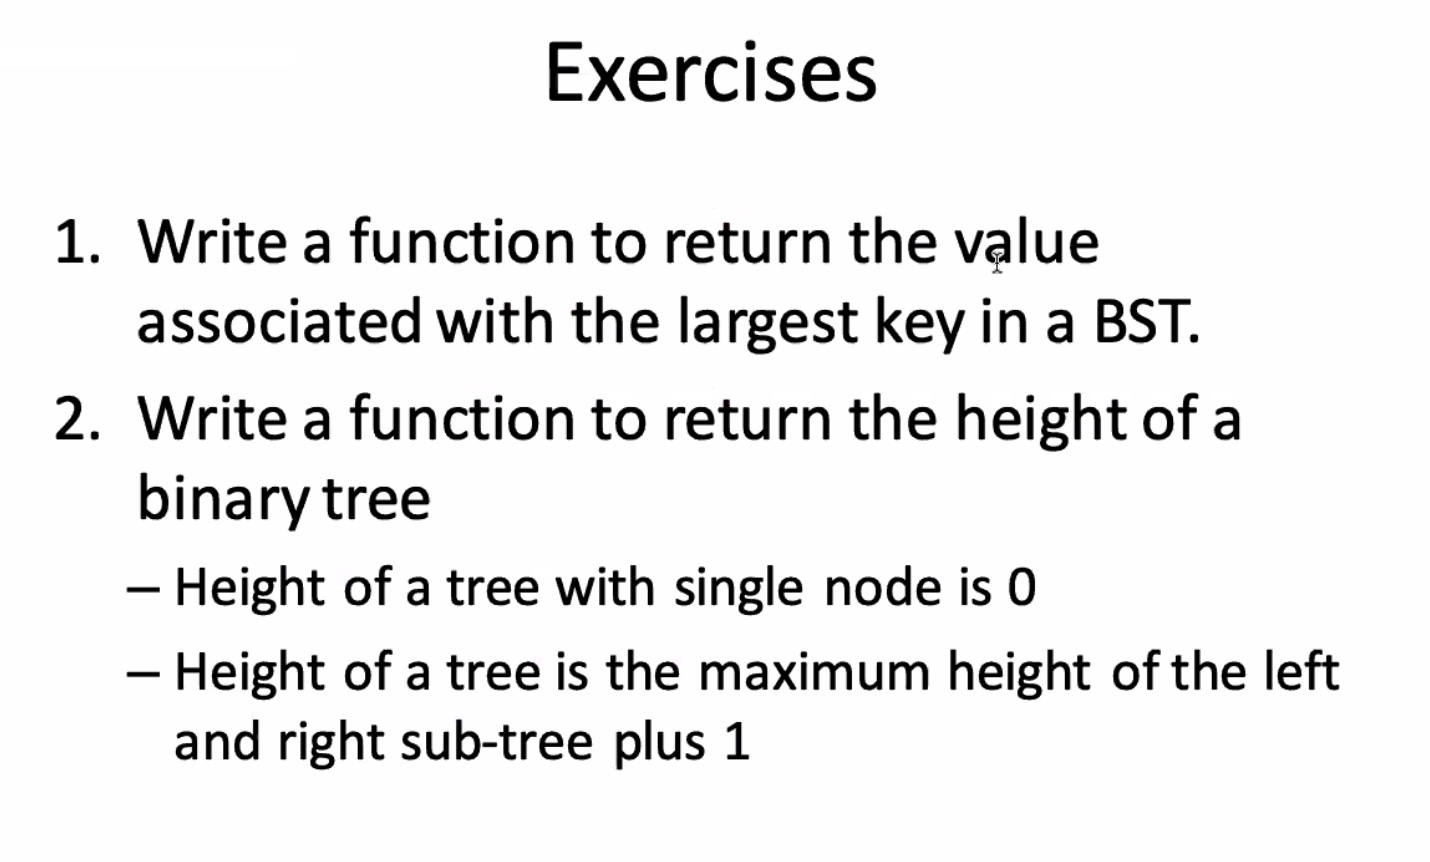 Exercises
1. Write a function to return the value
associated with the largest key in a BST.
2. Write a function to return the height of a
binary tree
– Height of a tree with single node is 0
– Height of a tree is the maximum height of the left
and right sub-tree plus 1